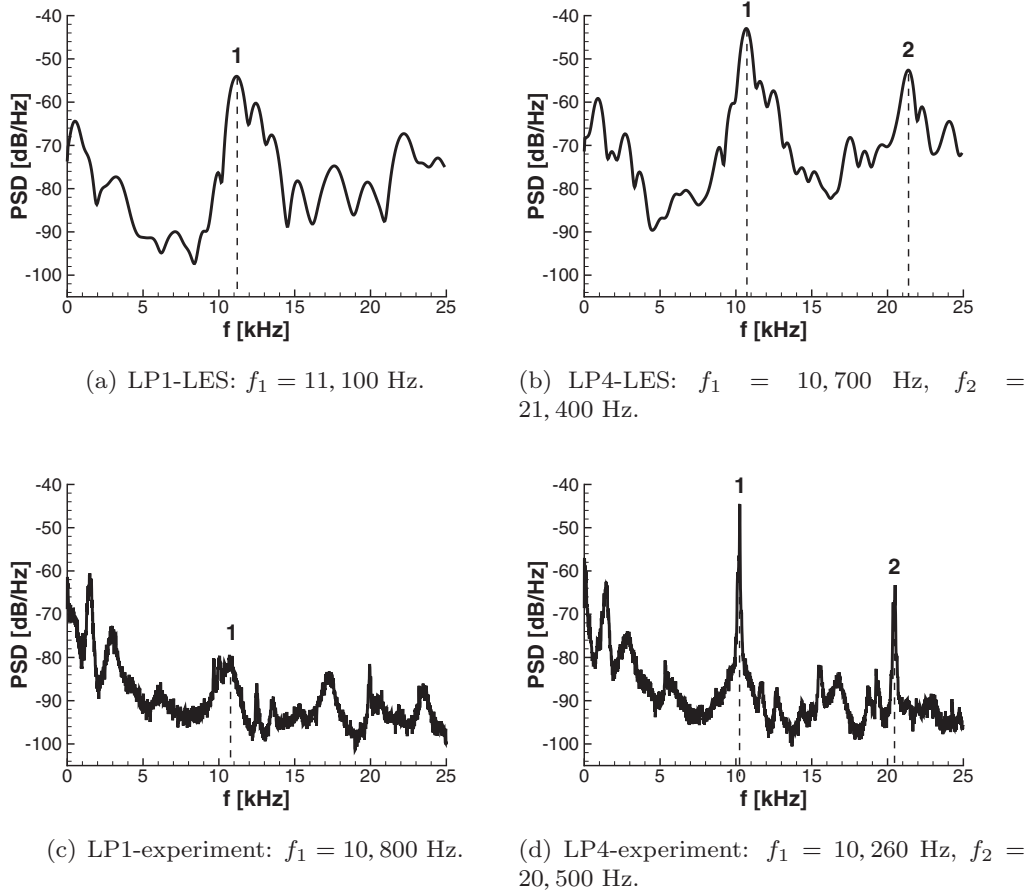 -40
-50
-60
-70
-80
-90
-100
PSD [dB/Hz]
1
0 5 10 15 20 25
f [kHz]
(a) LP1-LES: f1 = 11, 100 Hz.
-40
-50
-60
-70
-80
-90
-100
PSD [dB/Hz]
1
2
0 5 10 15 20 25
f [kHz]
(b) LP4-LES: f1 = 10, 700 Hz, f2 =
21, 400 Hz.
-40
-50
-60
-70
-80
-90
-100
PSD [dB/Hz]
1
0 5 10 15 20 25
f [kHz]
(c) LP1-experiment: f1 = 10, 800 Hz.
-40
-50
-60
-70
-80
-90
-100
PSD [dB/Hz]
1
2
0 5 10 15 20 25
f [kHz]
(d) LP4-experiment: f1 = 10, 260 Hz, f2 =
20, 500 Hz.